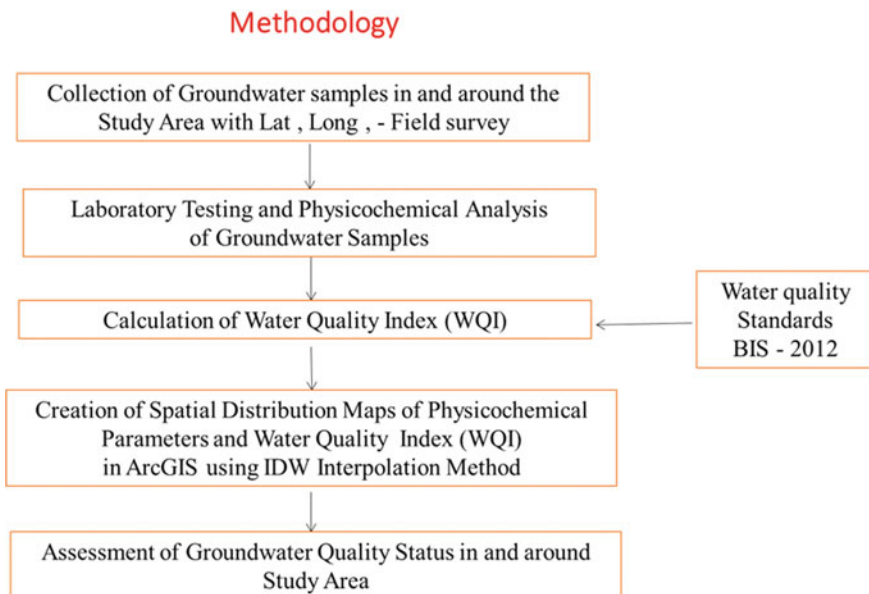 Methodology
Collection of Groundwater samples in and around the
Study Area with Lat , Long , - Field survey
Laboratory Testing and Physicochemical Analysis
of Groundwater Samples
Calculation of Water Quality Index (WQI)
Water quality
Standards
BIS - 2012
Creation of Spatial Distribution Maps of Physicochemical
Parameters and Water Quality Index (WQI)
in ArcGIS using IDW Interpolation Method
Assessment of Groundwater Quality Status in and around
Study Area